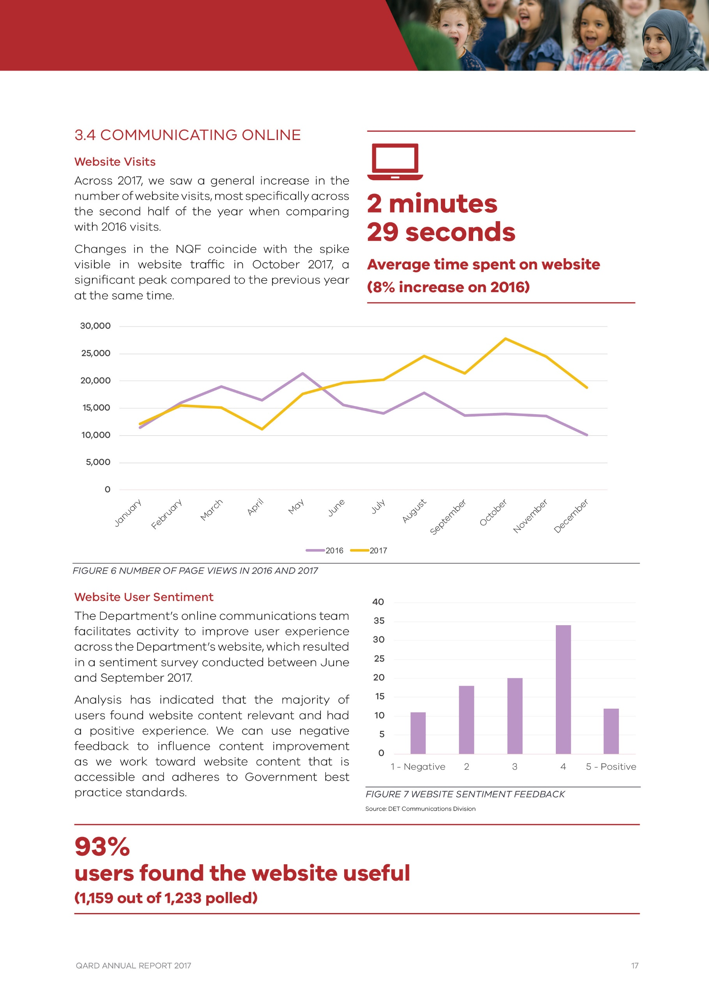 3.4 COMMUNICATING ONLINE
Website Visits
Across 2017, we saw a general increase in the
number of website visits, most specifically across
the second half of the year when comparing
with 2016 visits.
Changes in the NQF coincide with the spike
visible in website traffic in October 2017, a
significant peak compared to the previous year
at the same time.
2 minutes
29 seconds
Average time spent on website
(8% increase on 2016)
30,000
25,000
20,000
15,000
10,000
5,000
0
January
February
March
April
May
June
July
August
September
October
November
December
2016
2017
FIGURE 6 NUMBER OF PAGE VIEWS IN 2016 AND 2017
Website User Sentiment
The Department's online communications team
facilitates activity to improve user experience
across the Department's website, which resulted
in a sentiment survey conducted between June
and September 2017.
Analysis has indicated that the majority of
users found website content relevant and had
a positive experience. We can use negative
feedback to influence content improvement
as we work toward website content that is
accessible and adheres to Government best
practice standards.
40
35
30
25
20
15
10
5
0
1 - Negative
2
3
4
5 - Positive
FIGURE 7 WEBSITE SENTIMENT FEEDBACK
Source: DET Communications Division
93%
users found the website useful
(1,159 out of 1,233 polled)
QARD ANNUAL REPORT 2017
17